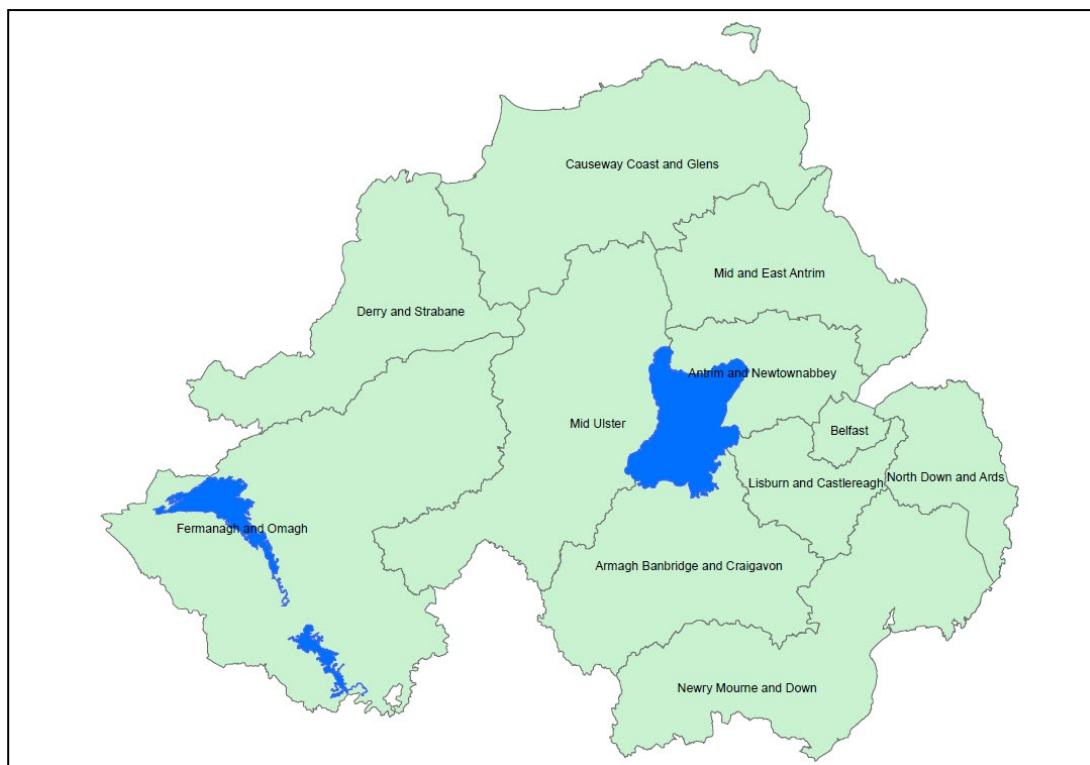 Causeway Coast and Glens
Mid and East Antrim
Derry and Strabane
Antrim and Newtownabbey
Mid Ulster
Belfast
Lisburn and Castlereagh
North Down and Ards
Fermanagh and Omagh
Armagh Banbridge and Craigavon
Newry Mourne and Down